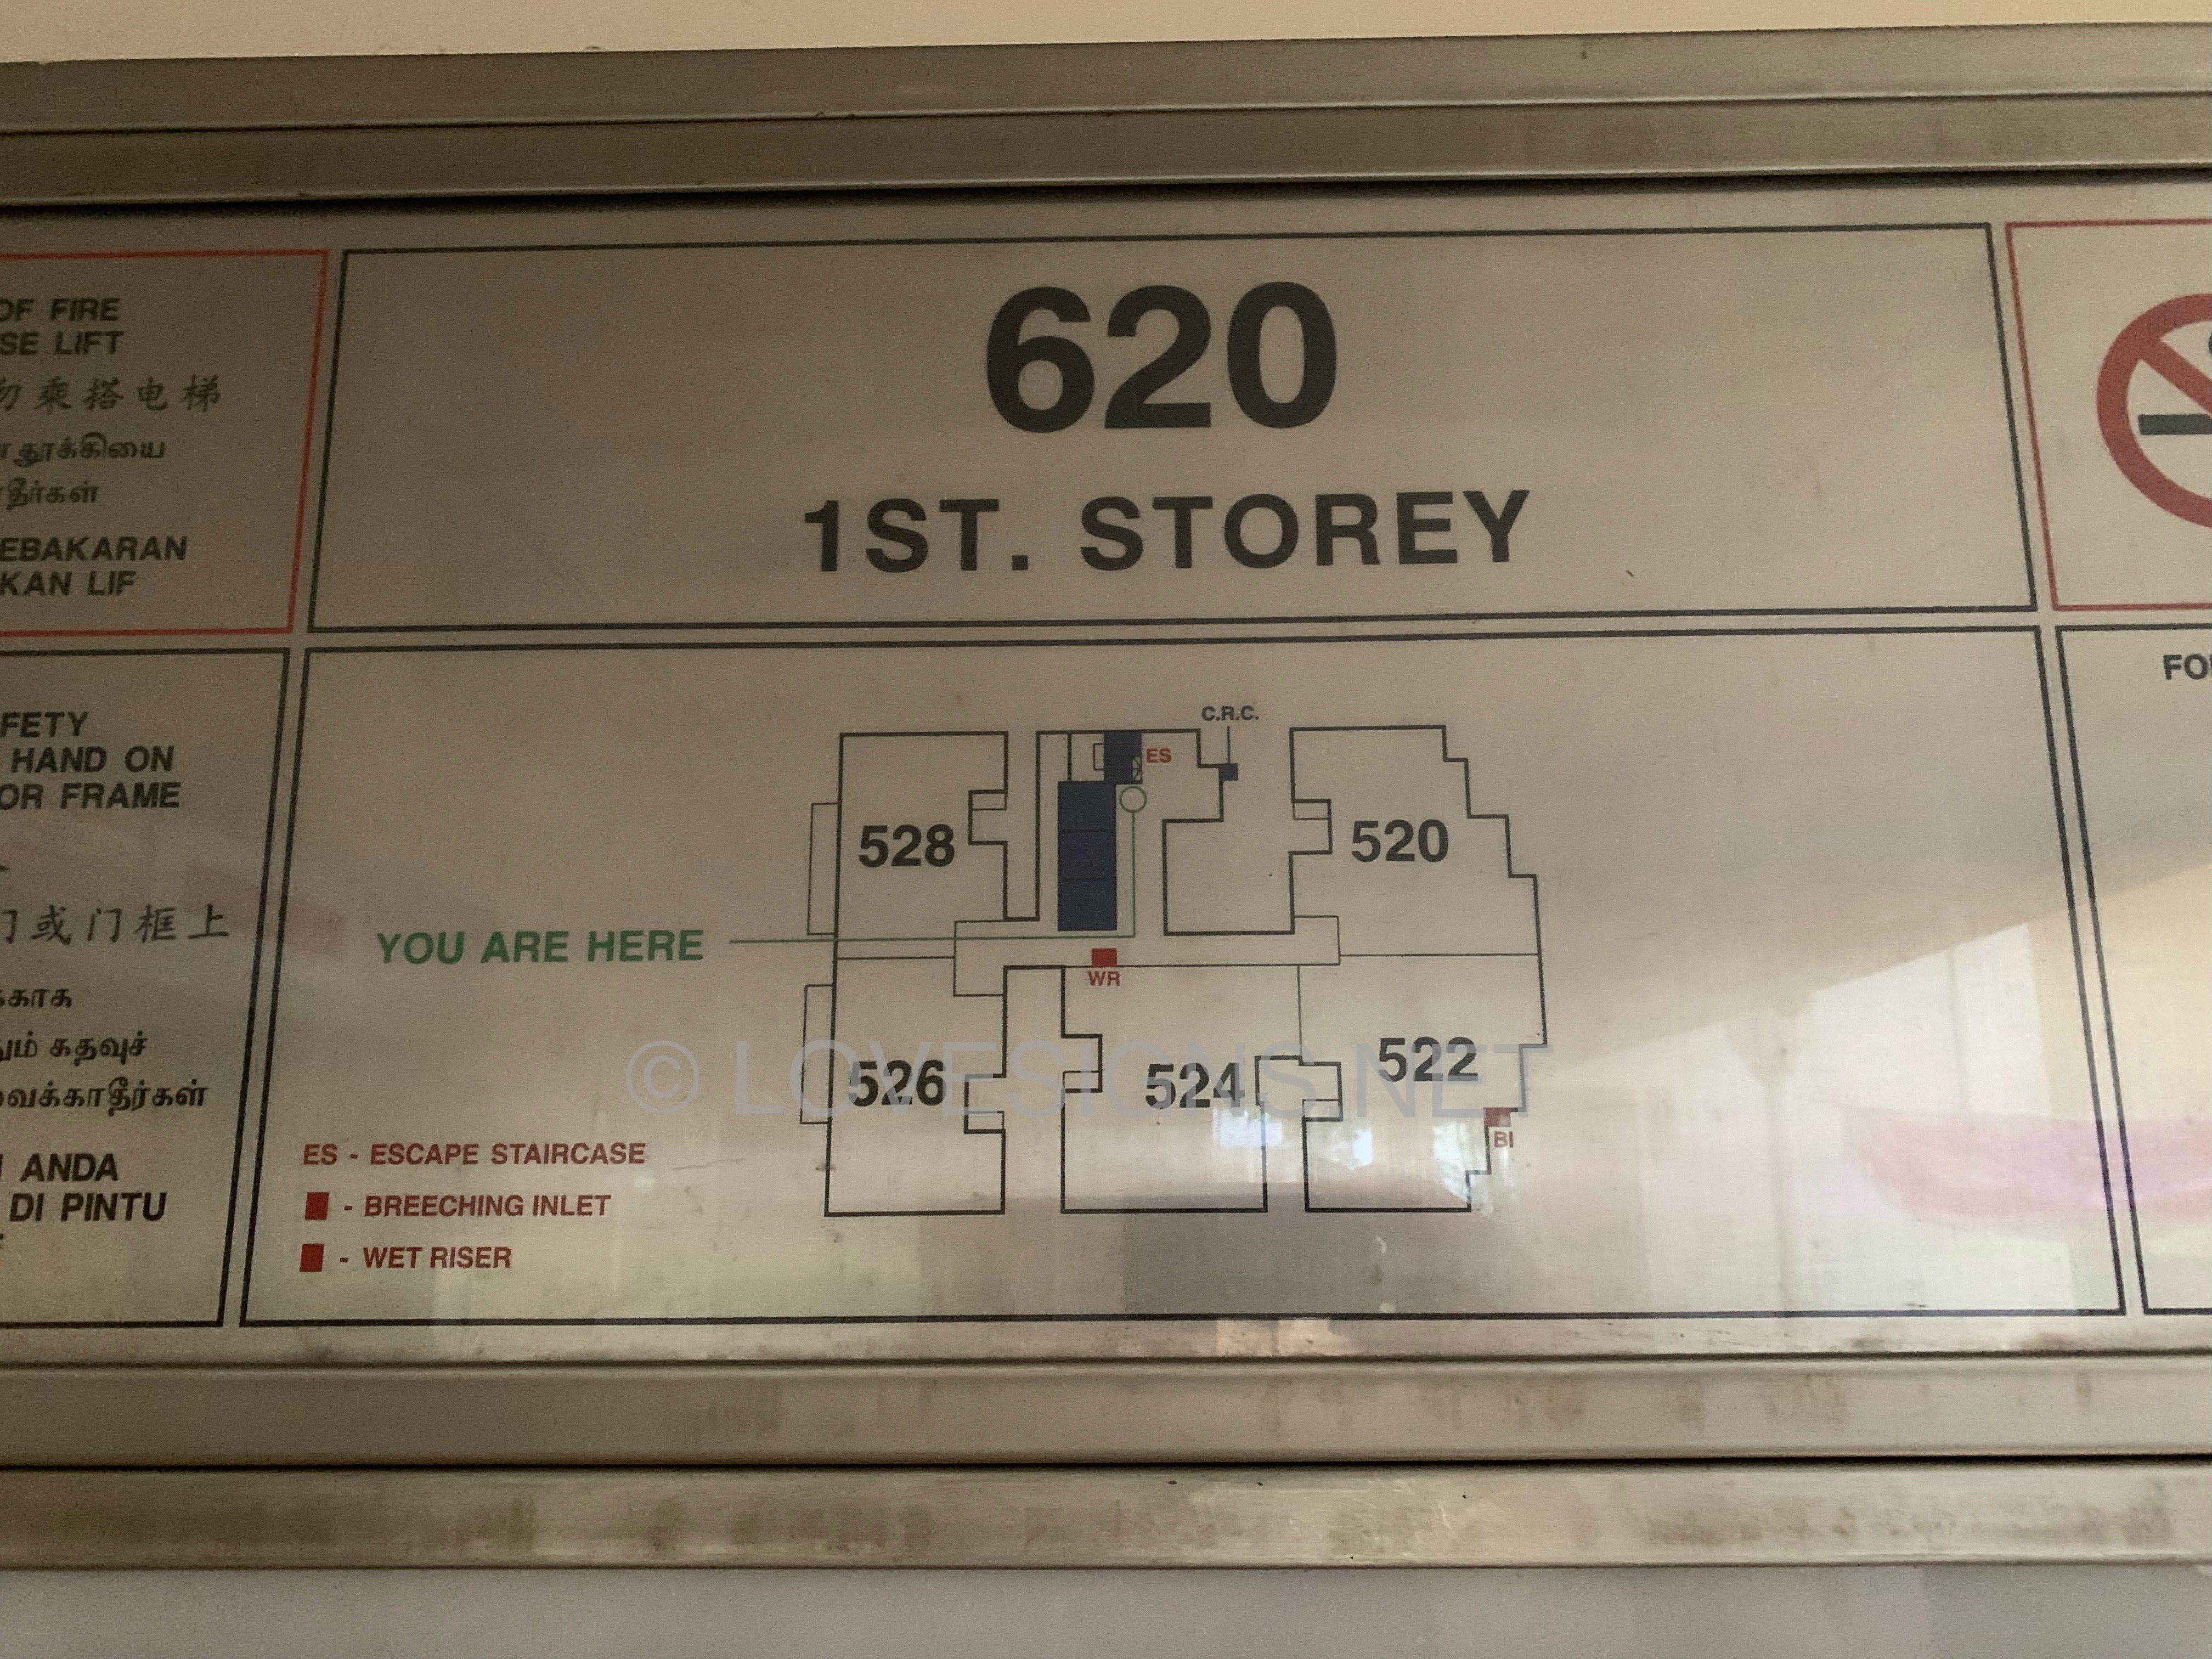 OF FIRE
SE LIFT
勿乘搭电梯
தூக்கியை
தீர்கள்
EBAKARAN
KAN LIF
620
1ST. STOREY
FETY
HAND ON
OR FRAME
门或门框上
க்காக
ும் கதவுச்
வைக்காதீர்கள்
ANDA
DI PINTU
C.R.C.
ES
528
520
YOU ARE HERE
WR
526
524
522
BI
ES - ESCAPE STAIRCASE
- BREECHING INLET
- WET RISER
FO
© LOVESIGNS.NET